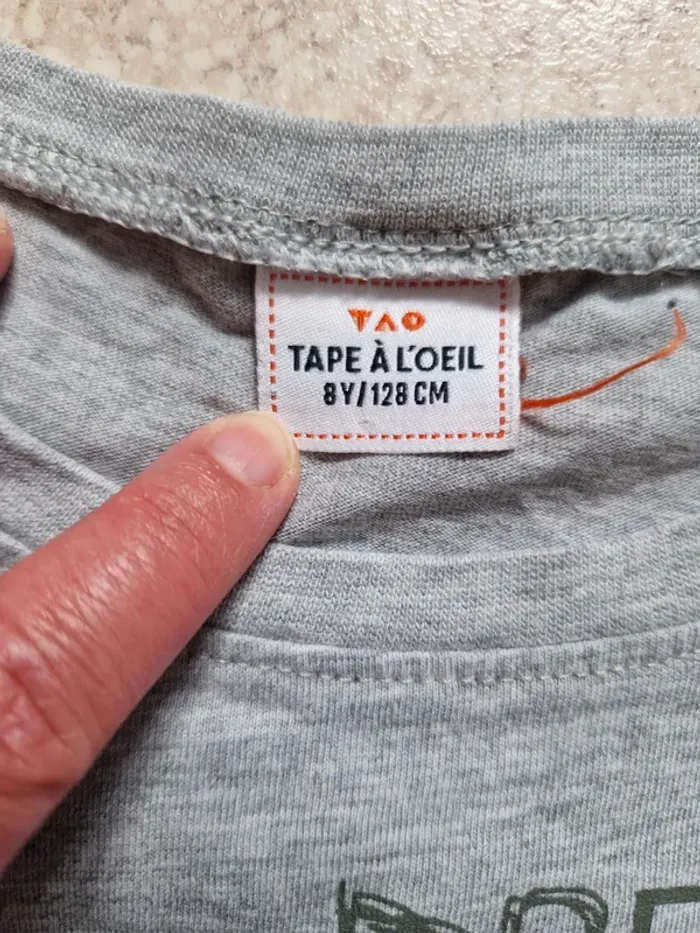 TAO
TAPE À L'OEIL
8Y/128 CM